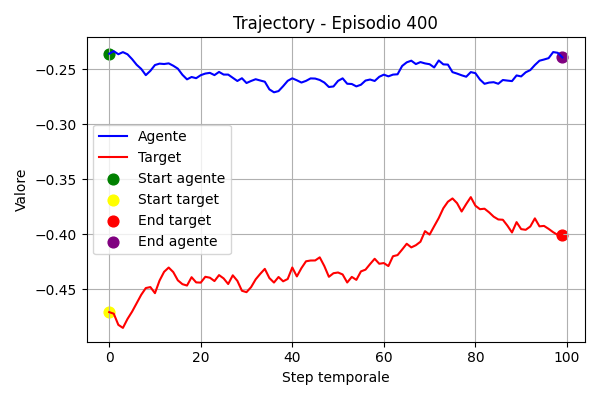 Trajectory - Episodio 400
Valore
−0.25
−0.30
−0.35
−0.40
−0.45
Agente
Target
Start agente
Start target
End target
End agente
0
20
40
60
80
100
Step temporale